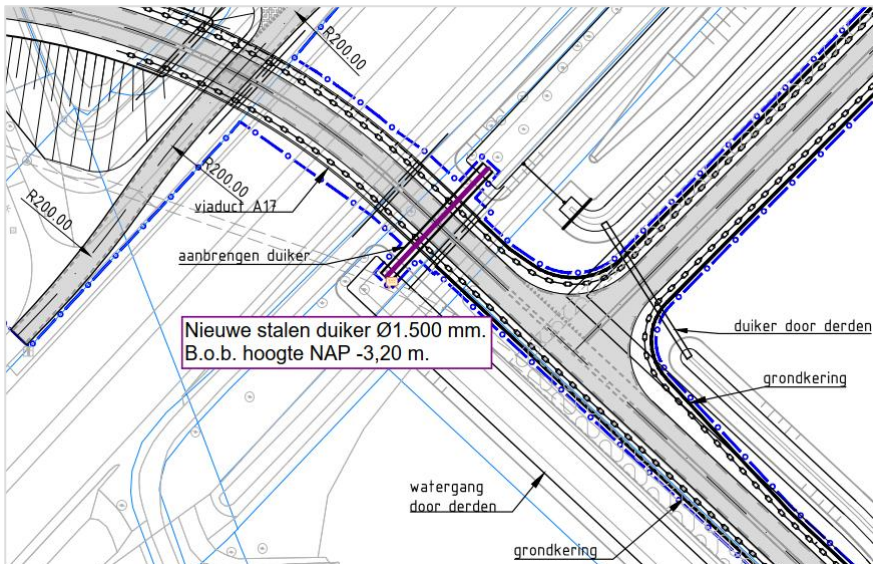 R200.00
R200.00
R200.00
viaduct A17
aanbrengen duiker
Nieuwe stalen duiker Ø1.500 mm.
B.o.b. hoogte NAP -3,20 m.
duiker door derden
grondkering
watergang
door derden
grondkering